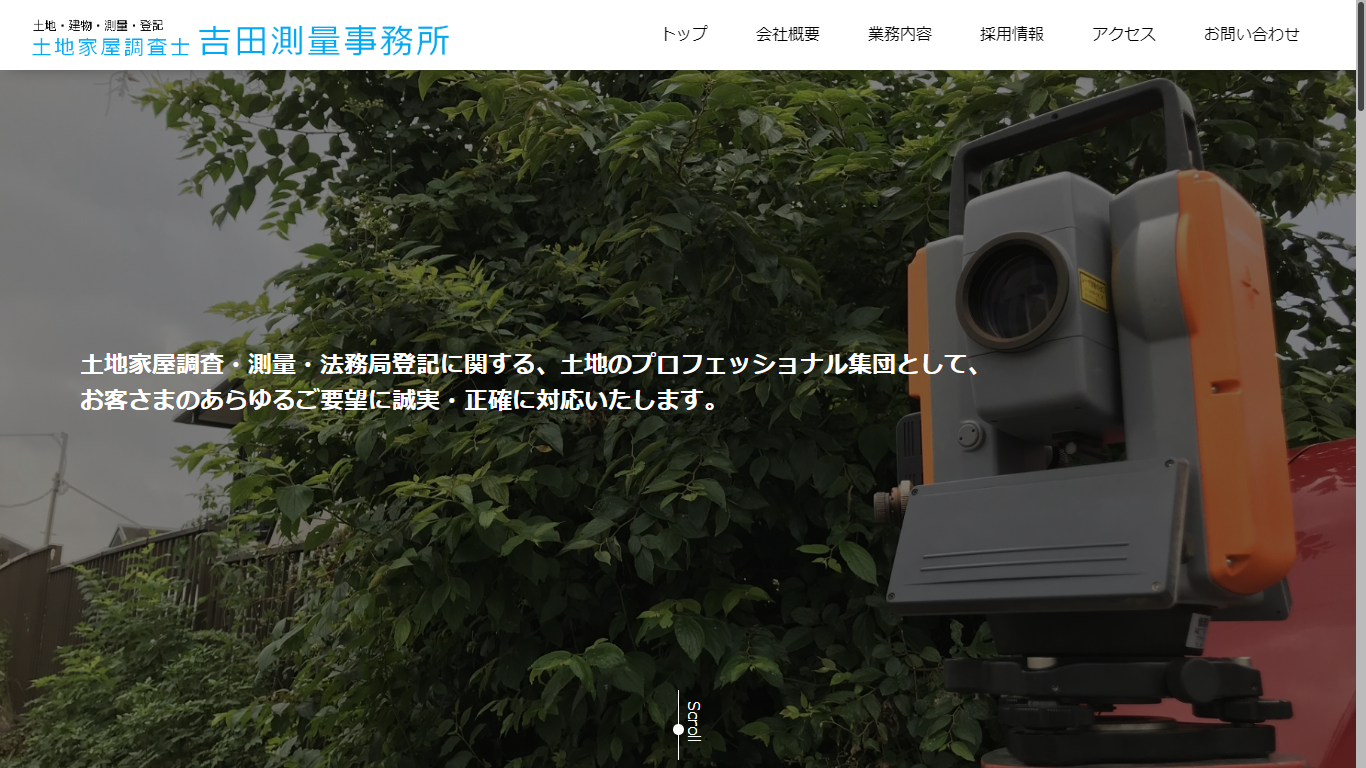 土地・建物・測量・登記
土地家屋調査士 吉田測量事務所
トップ
会社概要
業務内容
採用情報
アクセス
お問い合わせ
土地家屋調査・測量・法務局登記に関する、土地のプロフェッショナル集団として、
お客さまのあらゆるご要望に誠実・正確に対応いたします。
Scroll